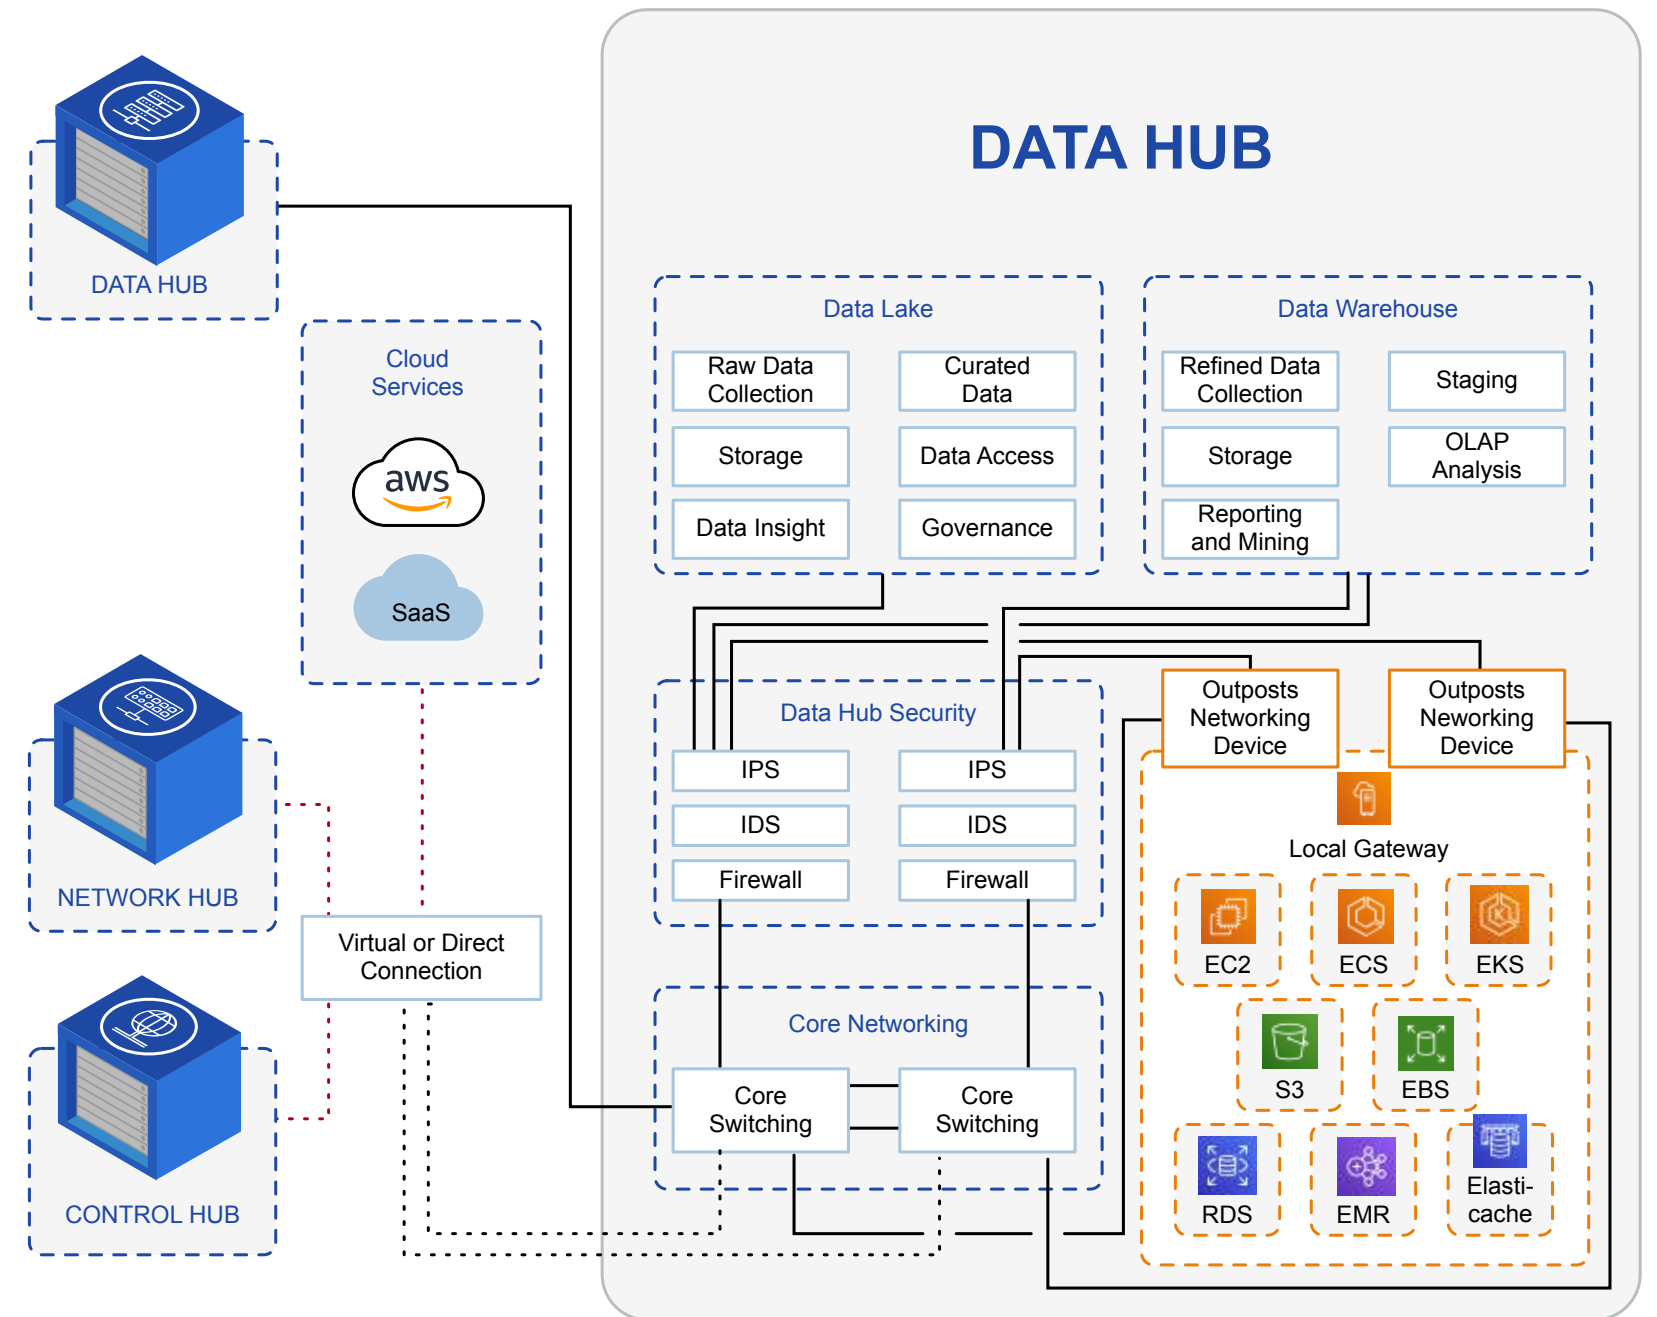 DATA HUB
DATA HUB
Cloud
Services
aws
SaaS
NETWORK HUB
Virtual or Direct
Connection
CONTROL HUB
Data Lake
Raw Data
Collection
Curated
Data
Storage
Data Access
Data Insight
Governance
Data Warehouse
Refined Data
Collection
Staging
Storage
OLAP
Analysis
Reporting
and Mining
Data Hub Security
IPS
IPS
IDS
IDS
Firewall
Firewall
Core Networking
Core
Switching
Core
Switching
Outposts
Networking
Device
Outposts
Neworking
Device
Local Gateway
EC2
ECS
K
EKS
S3
EBS
RDS
EMR
Elasti-
cache